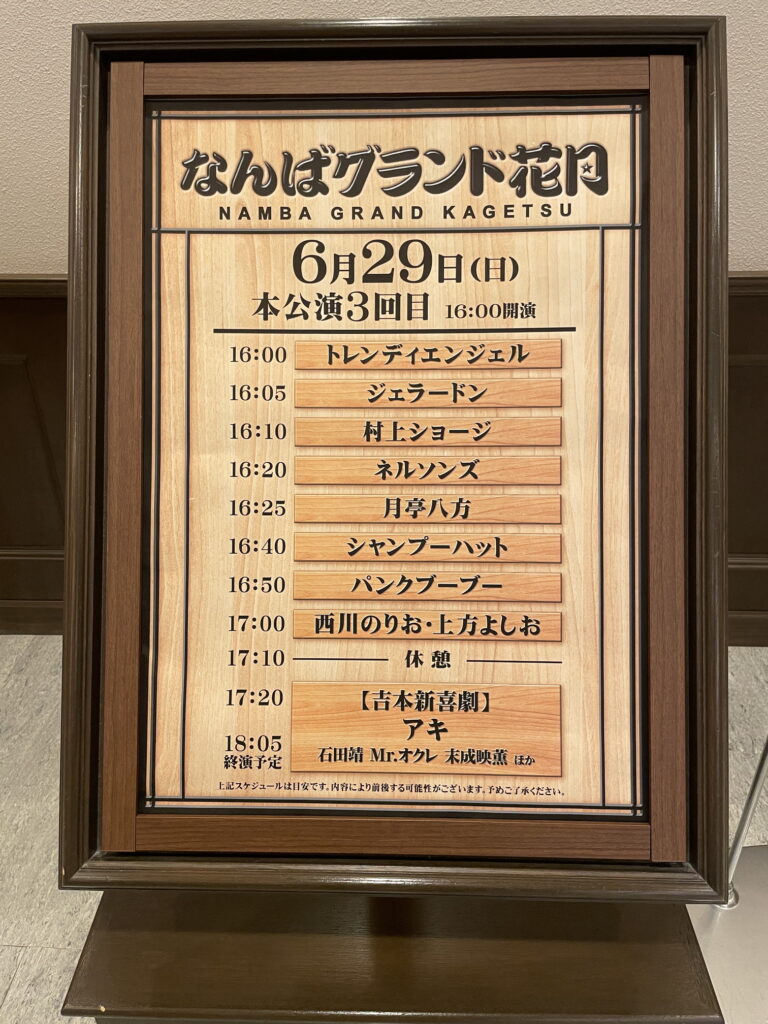 なんばグランド花月
NAMBA GRAND KAGETSU
6月29日(日)
本公演3回目 16:00開演
16:00 トレンディエンジェル
16:05 ジェラードン
16:10 村上ショージ
16:20 ネルソンズ
16:25 月亭八方
16:40 シャンプーハット
16:50 パンクブーブー
17:00 西川のりお・上方よしお
17:10 休憩
17:20 【吉本新喜劇】
アキ
18:05
終演予定 石田靖 Mr.オクレ 末成映薫 ほか
上記スケジュールは目安です。内容により前後する可能性がございます。予めご了承ください。